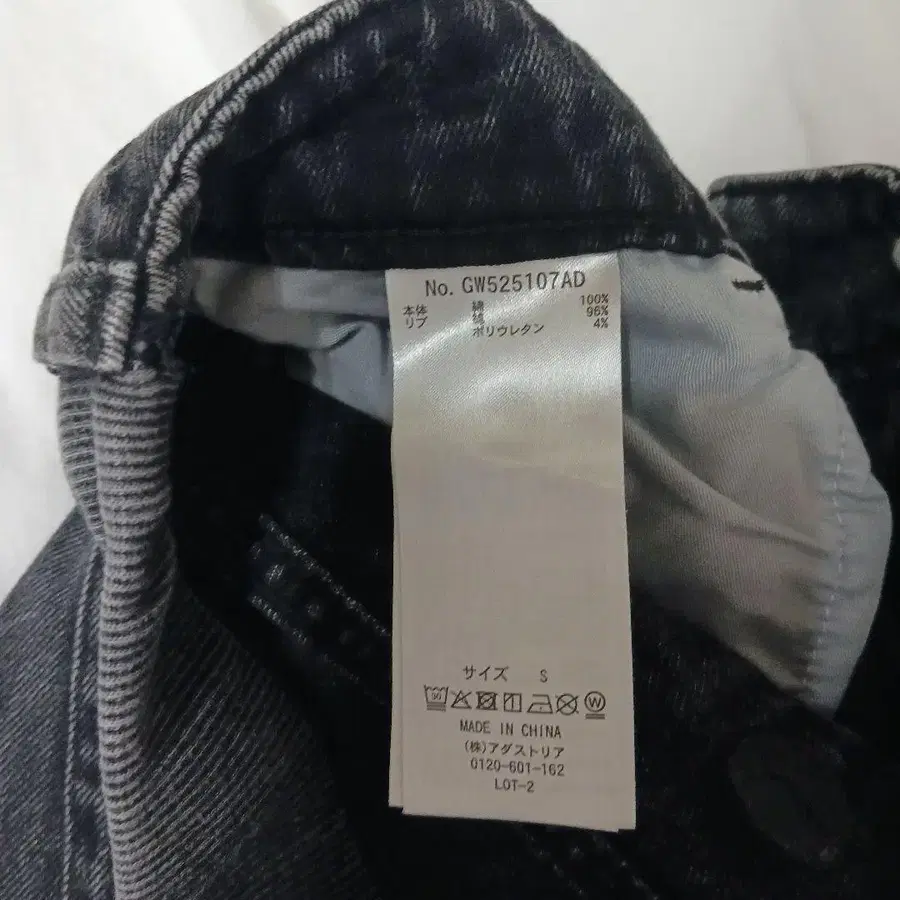 No. GW525107AD
本体 綿 100%
リブ 綿 96%
ポリウレタン 4%
サイズ S
MADE IN CHINA
(株)アダストリア
0120-601-162
LOT-2